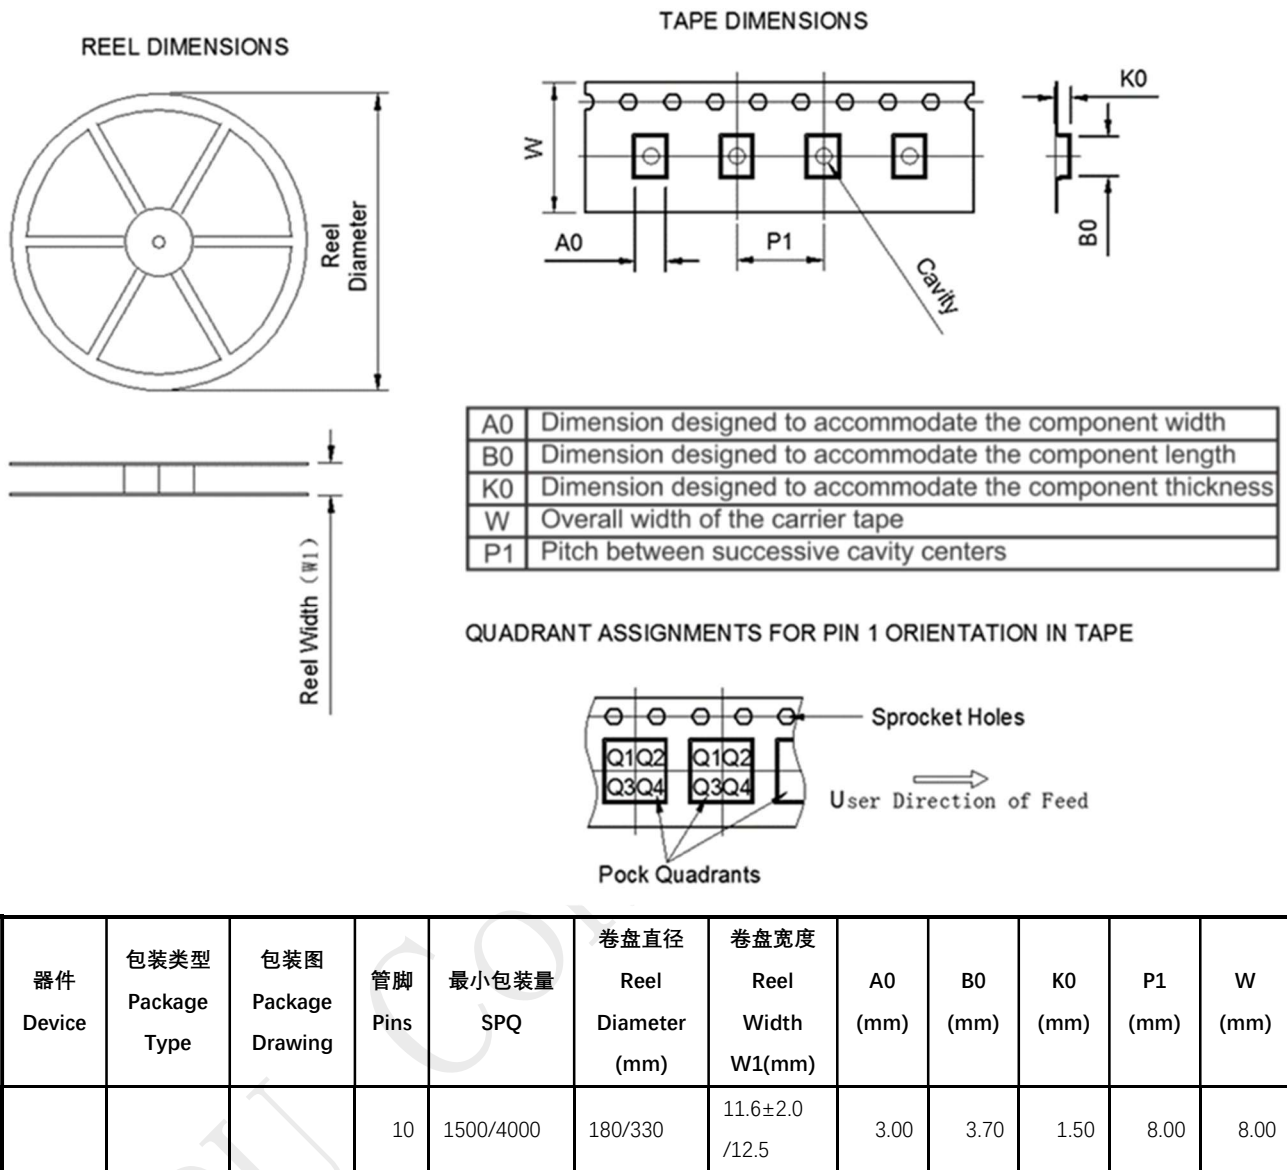 REEL DIMENSIONS
TAPE DIMENSIONS
Reel
Diameter
W
A0
P1
Cavity
K0
B0
Reel Width (W1)
A0 Dimension designed to accommodate the component width
B0 Dimension designed to accommodate the component length
K0 Dimension designed to accommodate the component thickness
W Overall width of the carrier tape
P1 Pitch between successive cavity centers
QUADRANT ASSIGNMENTS FOR PIN 1 ORIENTATION IN TAPE
Sprocket Holes
Q1 Q2 Q1 Q2
Q3 Q4 Q3 Q4
User Direction of Feed
Pock Quadrants
器件
Device
包装类型
Package
Type
包装图
Package
Drawing
管脚
Pins
最小包装量
SPQ
卷盘直径
Reel
Diameter
(mm)
卷盘宽度
Reel
Width
W1(mm)
A0
(mm)
B0
(mm)
K0
(mm)
P1
(mm)
W
(mm)
10
1500/4000
180/330
11.6±2.0
/12.5
3.00
3.70
1.50
8.00
8.00